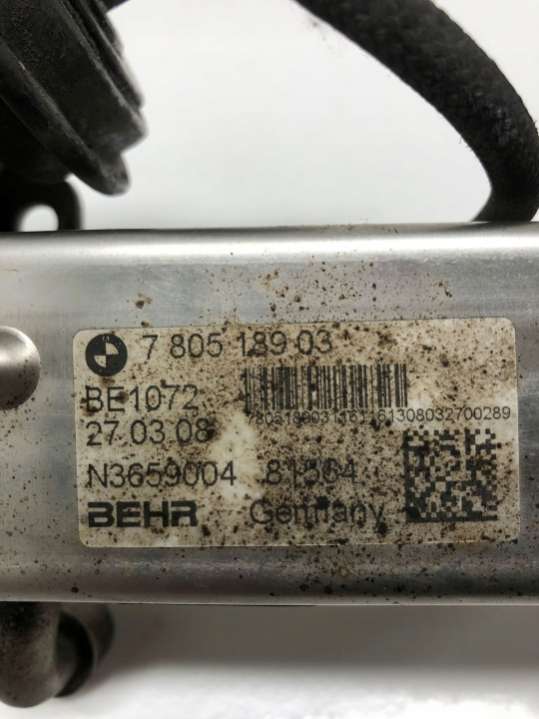 7 805 189 03
BE1072
27.03.08
N3659004 81564
BEHR Germany